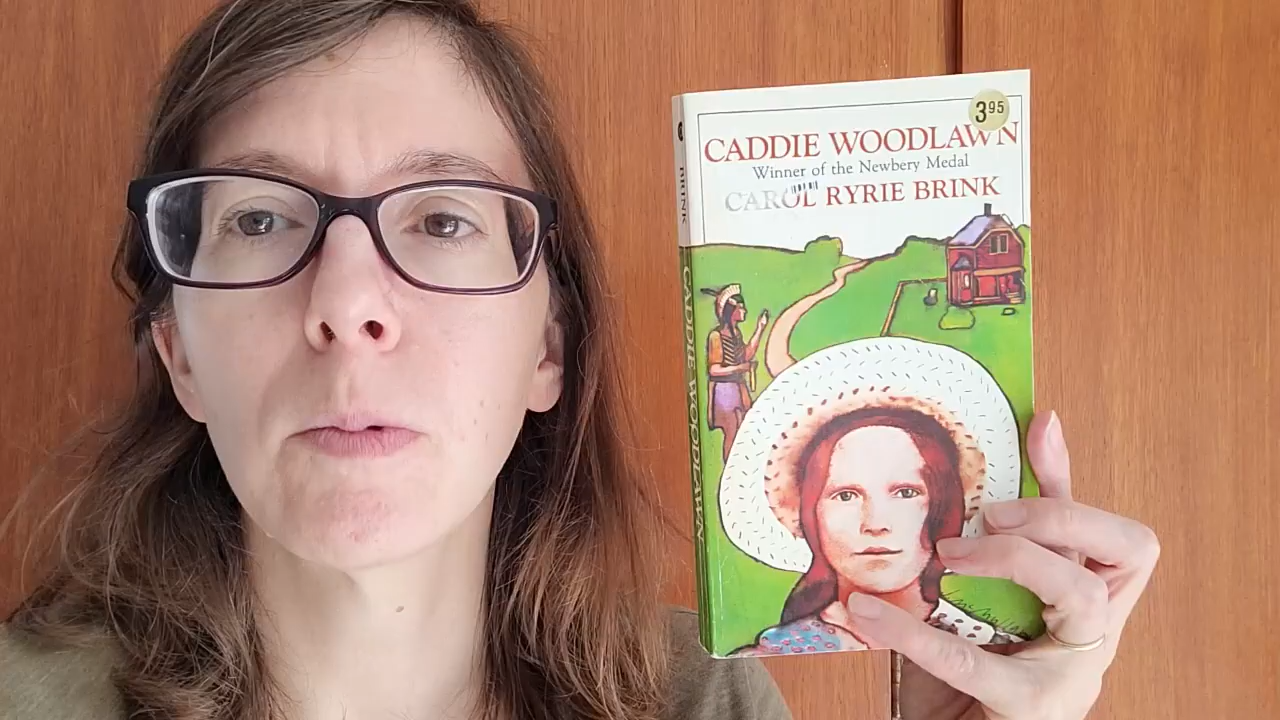 3 95
CADDIE WOODLAWN
Winner of the Newbery Medal
CAROL RYRIE BRINK
BRINK
CADDIE WOODLAWN